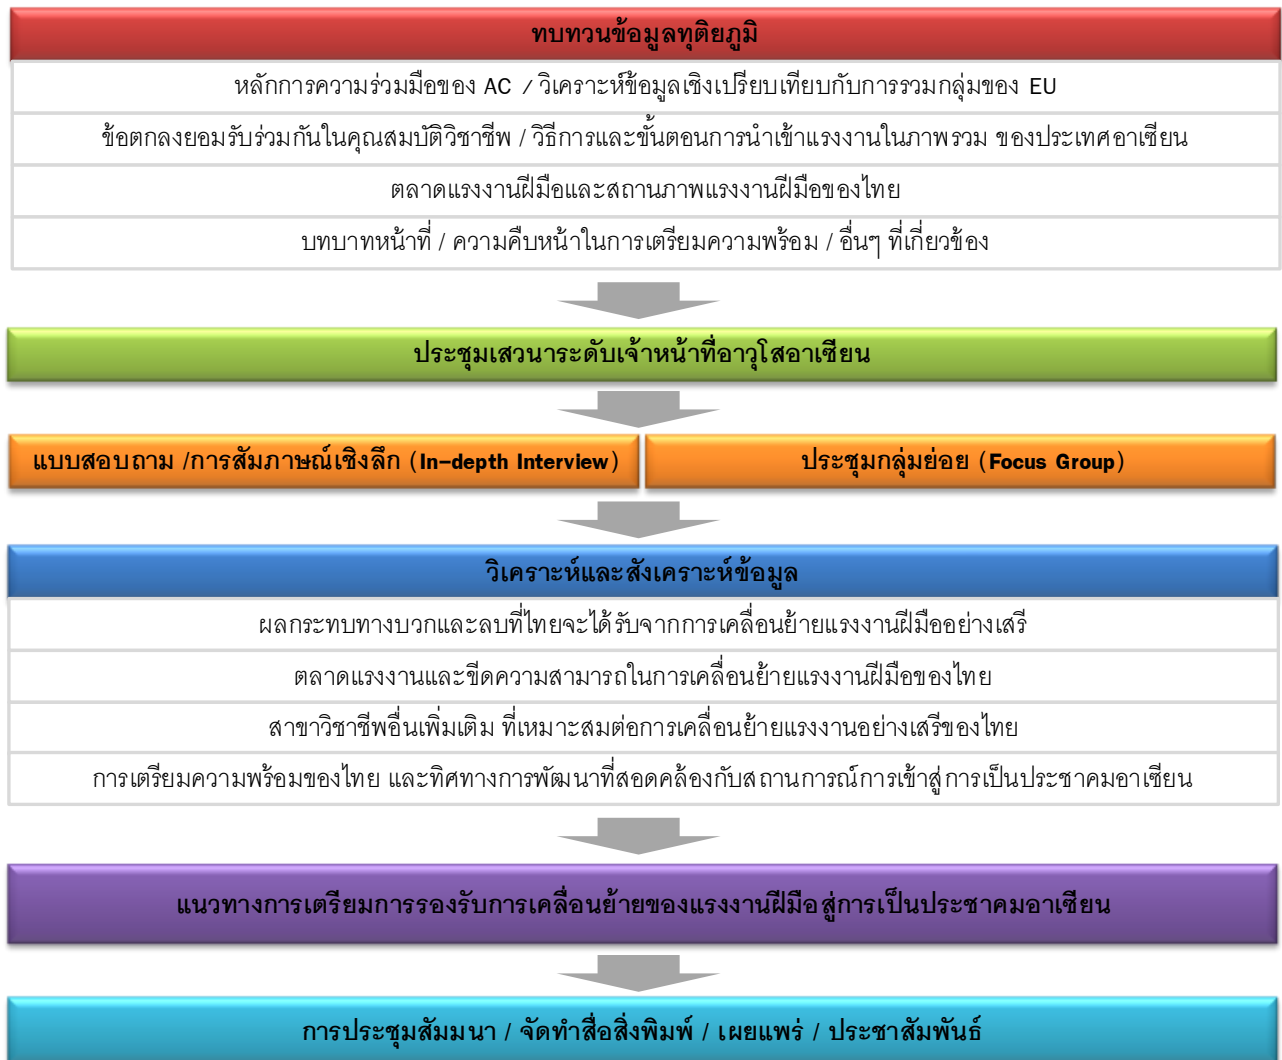 ทบทวนข้อมูลทุติยภูมิ
หลักการความร่วมมือของ AC / วิเคราะห์ข้อมูลเชิงเปรียบเทียบกับการรวมกลุ่มของ EU
ข้อตกลงยอมรับร่วมกันในคุณสมบัติวิชาชีพ / วิธีการและขั้นตอนการนำเข้าแรงงานในภาพรวม ของประเทศอาเซียน
ตลาดแรงงานฝีมือและสถานภาพแรงงานฝีมือของไทย
บทบาทหน้าที่ / ความคืบหน้าในการเตรียมความพร้อม / อื่นๆ ที่เกี่ยวข้อง
ประชุมเสวนาระดับเจ้าหน้าที่อาวุโสอาเซียน
แบบสอบถาม /การสัมภาษณ์เชิงลึก (In-depth Interview)
ประชุมกลุ่มย่อย (Focus Group)
วิเคราะห์และสังเคราะห์ข้อมูล
ผลกระทบทางบวกและลบที่ไทยจะได้รับจากการเคลื่อนย้ายแรงงานฝีมืออย่างเสรี
ตลาดแรงงานและขีดความสามารถในการเคลื่อนย้ายแรงงานฝีมือของไทย
สาขาวิชาชีพอื่นเพิ่มเติม ที่เหมาะสมต่อการเคลื่อนย้ายแรงงานอย่างเสรีของไทย
การเตรียมความพร้อมของไทย และทิศทางการพัฒนาที่สอดคล้องกับสถานการณ์การเข้าสู่การเป็นประชาคมอาเซียน
แนวทางการเตรียมการรองรับการเคลื่อนย้ายของแรงงานฝีมือสู่การเป็นประชาคมอาเซียน
การประชุมสัมมนา / จัดทำสื่อสิ่งพิมพ์ / เผยแพร่ / ประชาสัมพันธ์